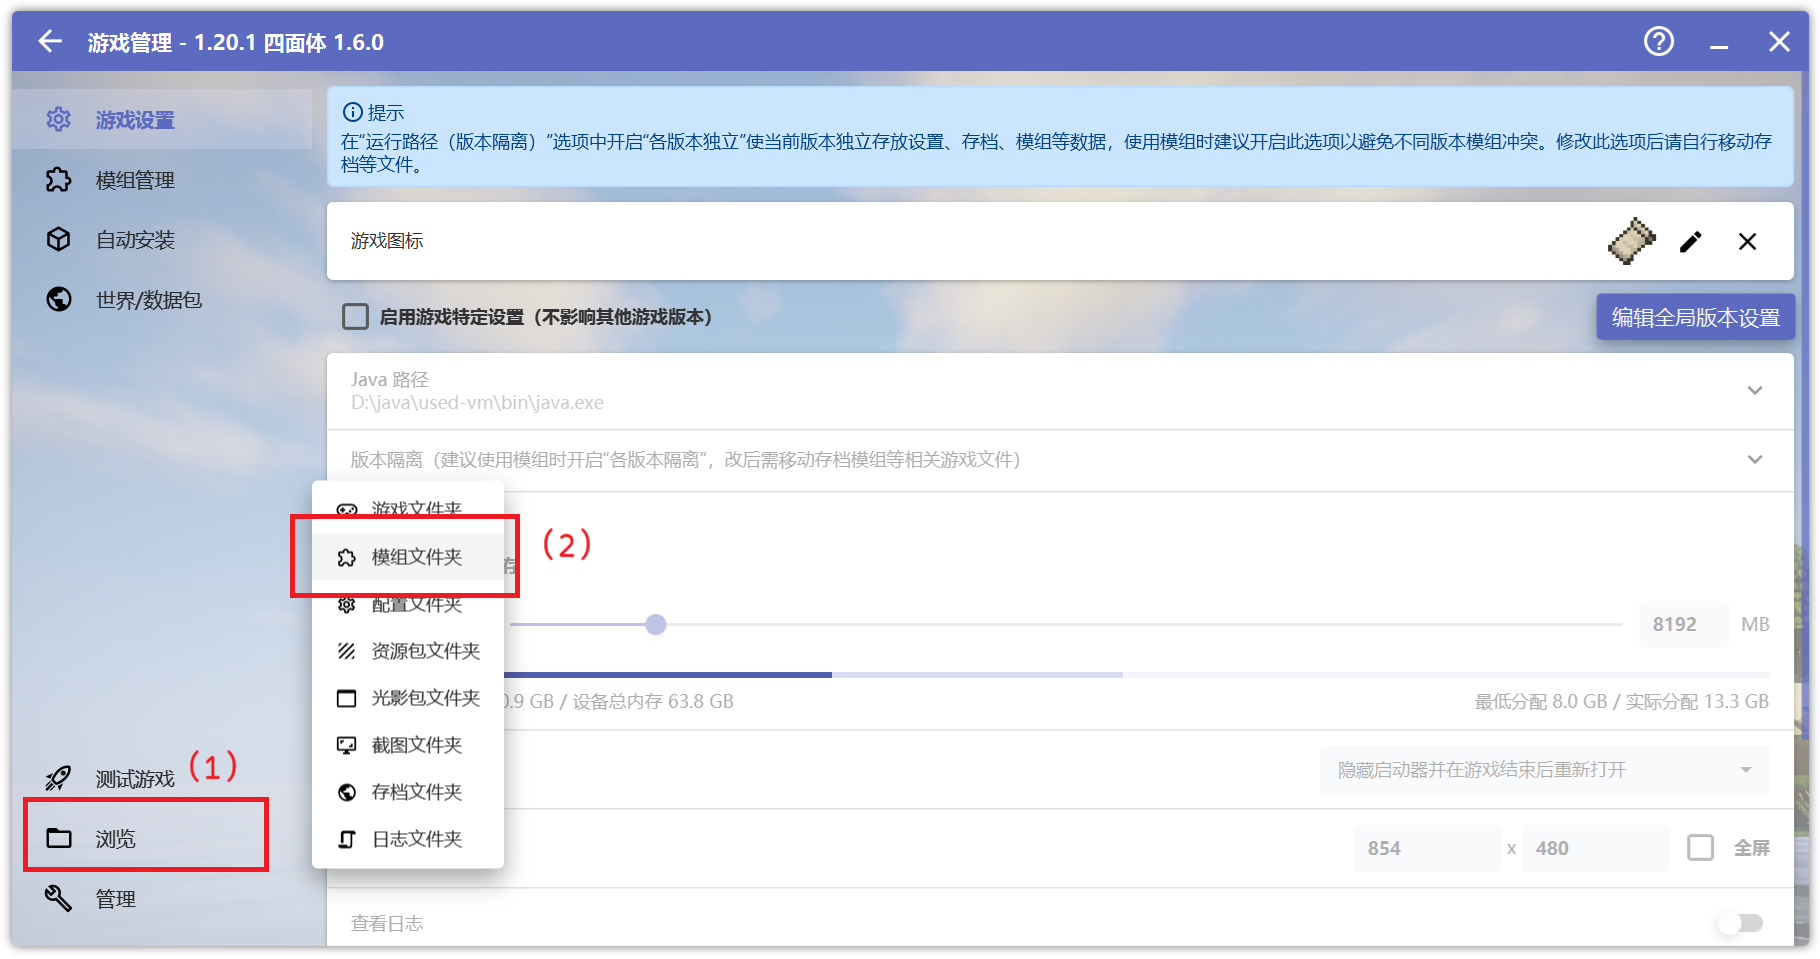 游戏管理 - 1.20.1 四面体 1.6.0
游戏设置
模组管理
自动安装
世界/数据包
测试游戏
(1)
浏览
管理
提示
在“运行路径（版本隔离）”选项中开启“各版本独立”使当前版本独立存放设置、存档、模组等数据，使用模组时建议开启此选项以避免不同版本模组冲突。修改此选项后请自行移动存
档等文件。
游戏图标
启用游戏特定设置（不影响其他游戏版本）
编辑全局版本设置
Java 路径
D:\java\used-vm\bin\java.exe
版本隔离（建议使用模组时开启“各版本隔离”，改后需移动存档模组等相关游戏文件）
游戏文件夹
模组文件夹
(2)
配置文件夹
资源包文件夹
光影包文件夹
截图文件夹
存档文件夹
日志文件夹
存
8192 MB
0.9 GB / 设备总内存 63.8 GB
最低分配 8.0 GB / 实际分配 13.3 GB
隐藏启动器并在游戏结束后重新打开
854 x 480 全屏
查看日志